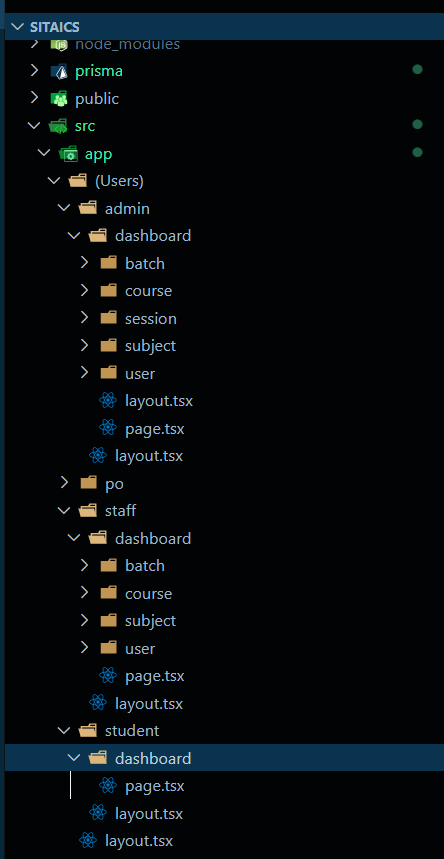 SITAICS
node_modules
prisma
public
src
app
(Users)
admin
dashboard
batch
course
session
subject
user
layout.tsx
page.tsx
layout.tsx
po
staff
dashboard
batch
course
subject
user
page.tsx
layout.tsx
student
dashboard
page.tsx
layout.tsx
layout.tsx